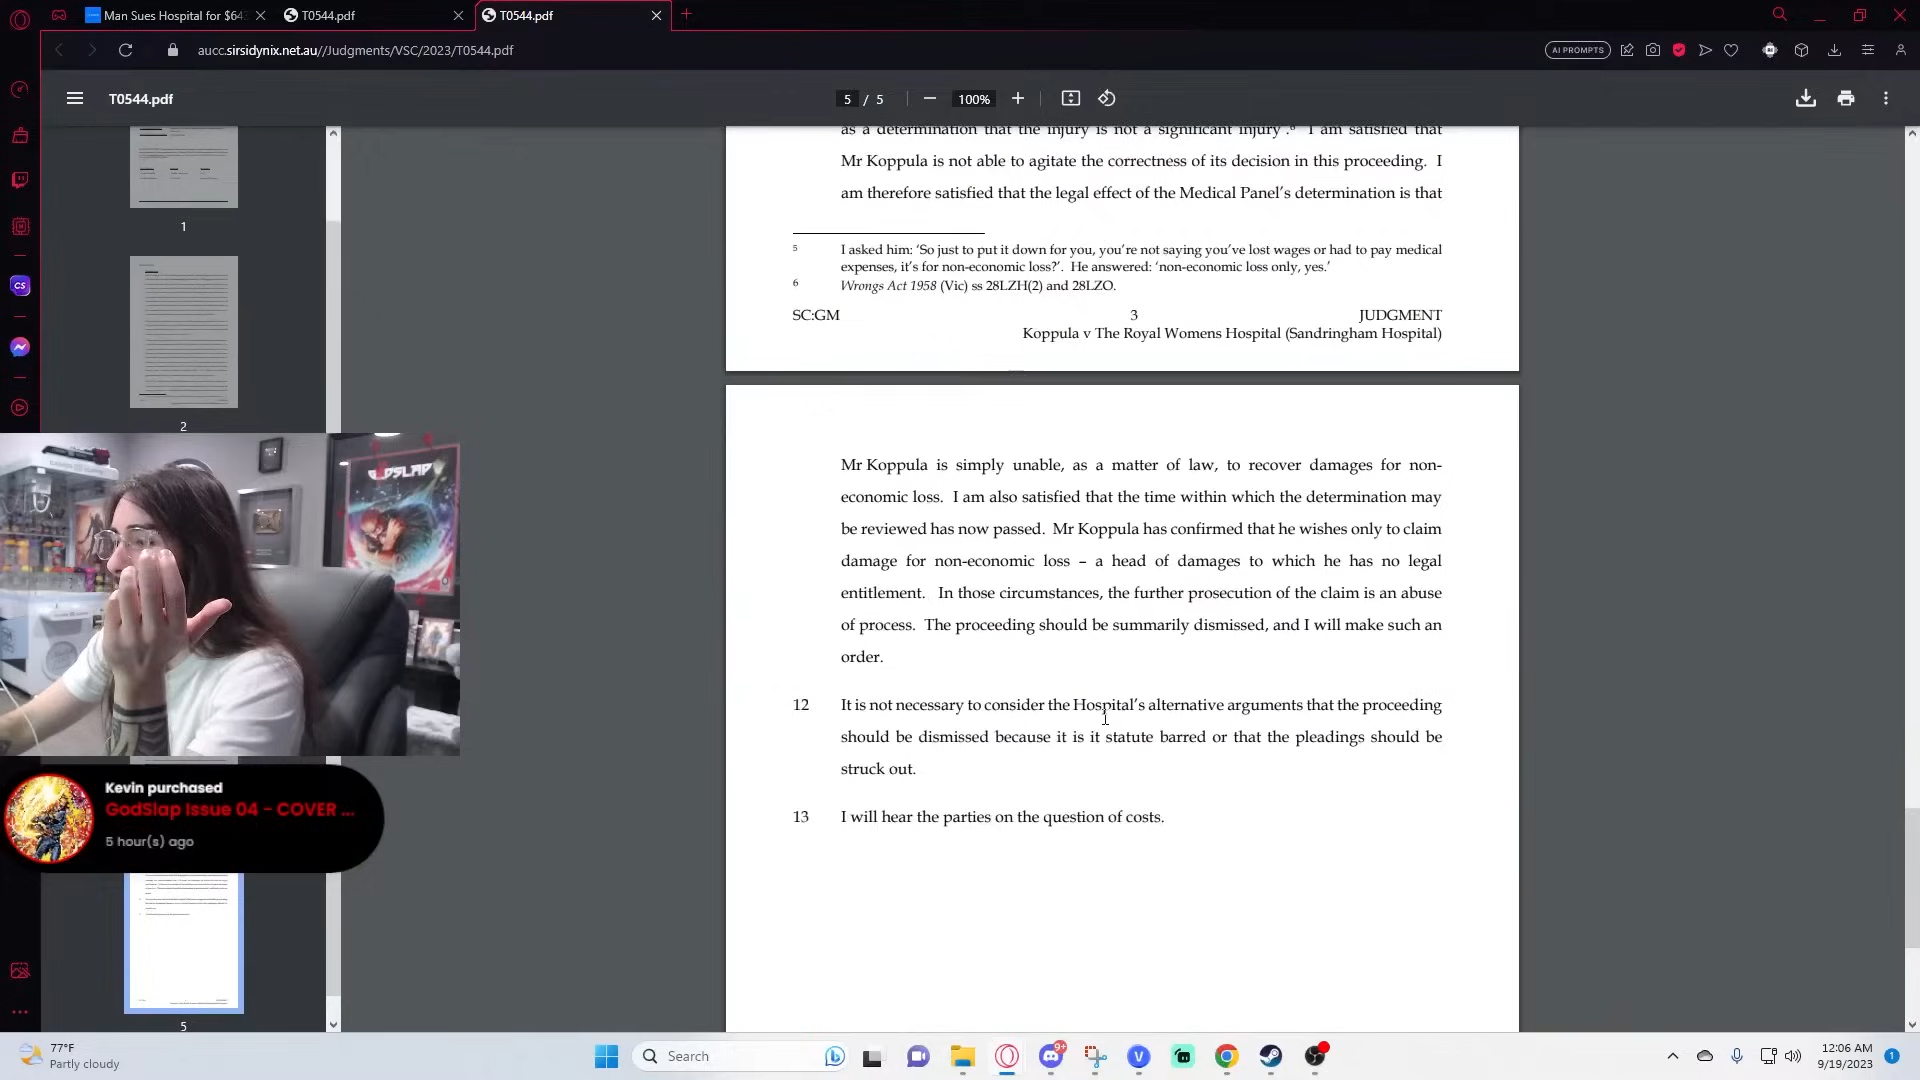 Man Sues Hospital for $64
T0544.pdf
T0544.pdf
aucc.sirsidynix.net.au//Judgments/VSC/2023/T0544.pdf
AI PROMPTS
T0544.pdf
5 / 5
100%
1
2
5
as a determination that the injury is not a significant injury'.⁶ I am satisfied that
Mr Koppula is not able to agitate the correctness of its decision in this proceeding. I
am therefore satisfied that the legal effect of the Medical Panel's determination is that
5 I asked him: 'So just to put it down for you, you're not saying you've lost wages or had to pay medical
expenses, it's for non-economic loss?'. He answered: 'non-economic loss only, yes.'
6 Wrongs Act 1958 (Vic) ss 28LZH(2) and 28LZO.
SC:GM 3 JUDGMENT
Koppula v The Royal Womens Hospital (Sandringham Hospital)
Mr Koppula is simply unable, as a matter of law, to recover damages for non-
economic loss. I am also satisfied that the time within which the determination may
be reviewed has now passed. Mr Koppula has confirmed that he wishes only to claim
damage for non-economic loss – a head of damages to which he has no legal
entitlement. In those circumstances, the further prosecution of the claim is an abuse
of process. The proceeding should be summarily dismissed, and I will make such an
order.
12 It is not necessary to consider the Hospital's alternative arguments that the proceeding
should be dismissed because it is it statute barred or that the pleadings should be
struck out.
13 I will hear the parties on the question of costs.
CS
GODSLAP
Kevin purchased
GodSlap Issue 04 - COVER ...
5 hour(s) ago
77°F
Partly cloudy
Search
9+
12:06 AM
9/19/2023
1